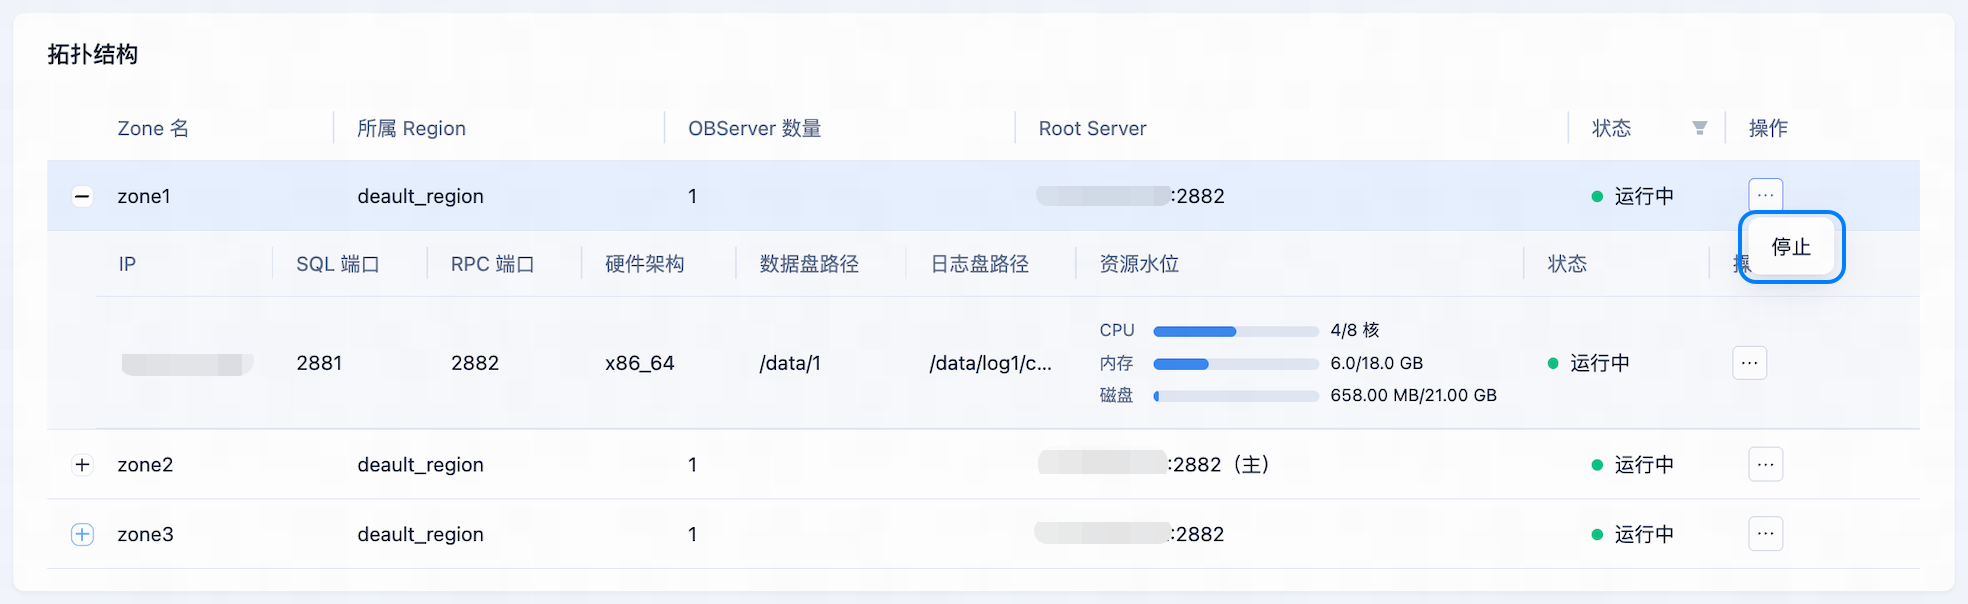 拓扑结构
Zone 名 所属 Region OBServer 数量 Root Server 状态 操作
zone1 deault_region 1 :2882 运行中 ...
停止
IP SQL 端口 RPC 端口 硬件架构 数据盘路径 日志盘路径 资源水位 状态
CPU 4/8 核
2881 2882 x86_64 /data/1 /data/log1/c... 内存 6.0/18.0 GB 运行中 ...
磁盘 658.00 MB/21.00 GB
zone2 deault_region 1 :2882（主） 运行中 ...
zone3 deault_region 1 :2882 运行中 ...